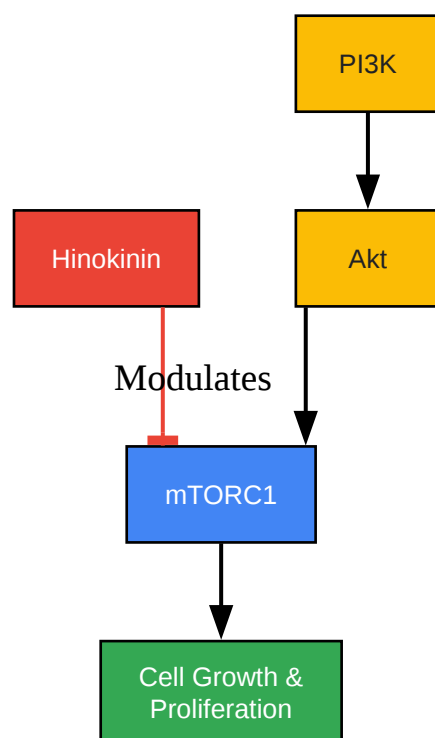 PI3K
Hinokinin
Akt
Modulates
mTORC1
Cell Growth &
Proliferation